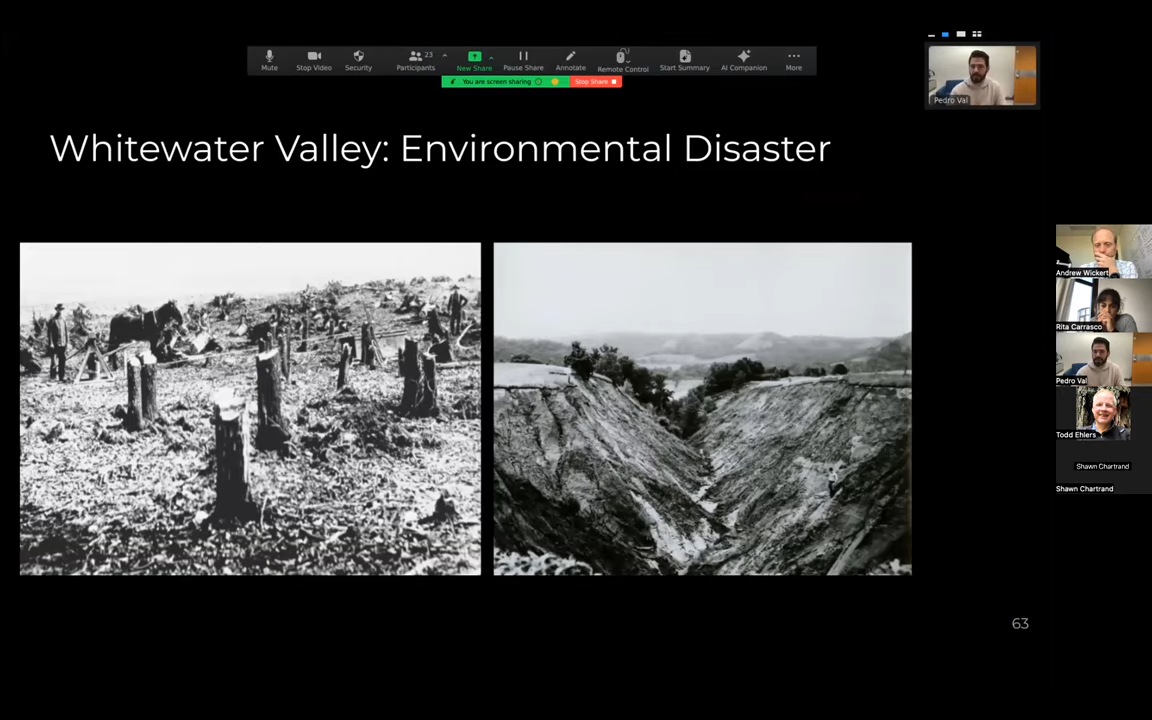 Mute
Stop Video
Security
Participants
23
New Share
Pause Share
Annotate
Remote Control
Start Summary
AI Companion
More
You are screen sharing
Stop Share
Pedro Val
Whitewater Valley: Environmental Disaster
Andrew Wickert
Rita Carrasco
Pedro Val
Todd Ehlers
Shawn Chartrand
Shawn Chartrand
63